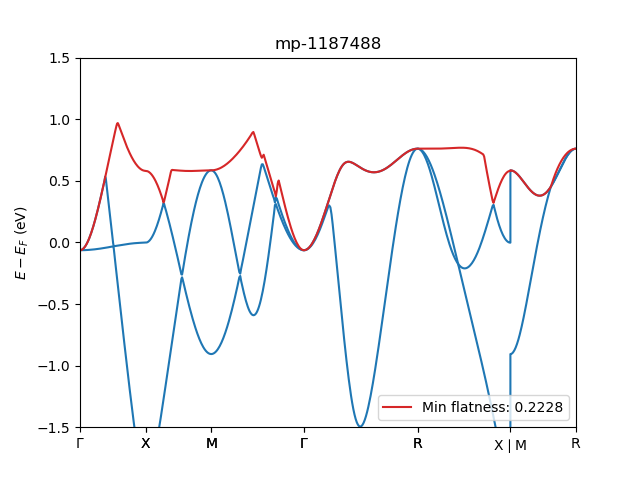 mp-1187488
E − E_F (eV)
1.5
1.0
0.5
0.0
−0.5
−1.0
−1.5
Min flatness: 0.2228
Γ X M Γ R X | M R